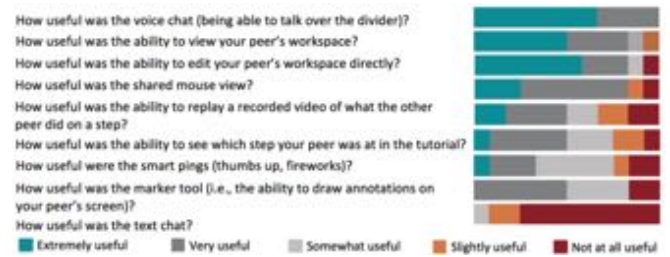 How useful was the voice chat (being able to talk over the divider)?
How useful was the ability to view your peer's workspace?
How useful was the ability to edit your peer's workspace directly?
How useful was the shared mouse view?
How useful was the ability to replay a recorded video of what the other
peer did on a step?
How useful was the ability to see which step your peer was at in the tutorial?
How useful were the smart pings (thumbs up, fireworks)?
How useful was the marker tool (i.e., the ability to draw annotations on
your peer's screen)?
How useful was the text chat?
Extremely useful Very useful Somewhat useful Slightly useful Not at all useful